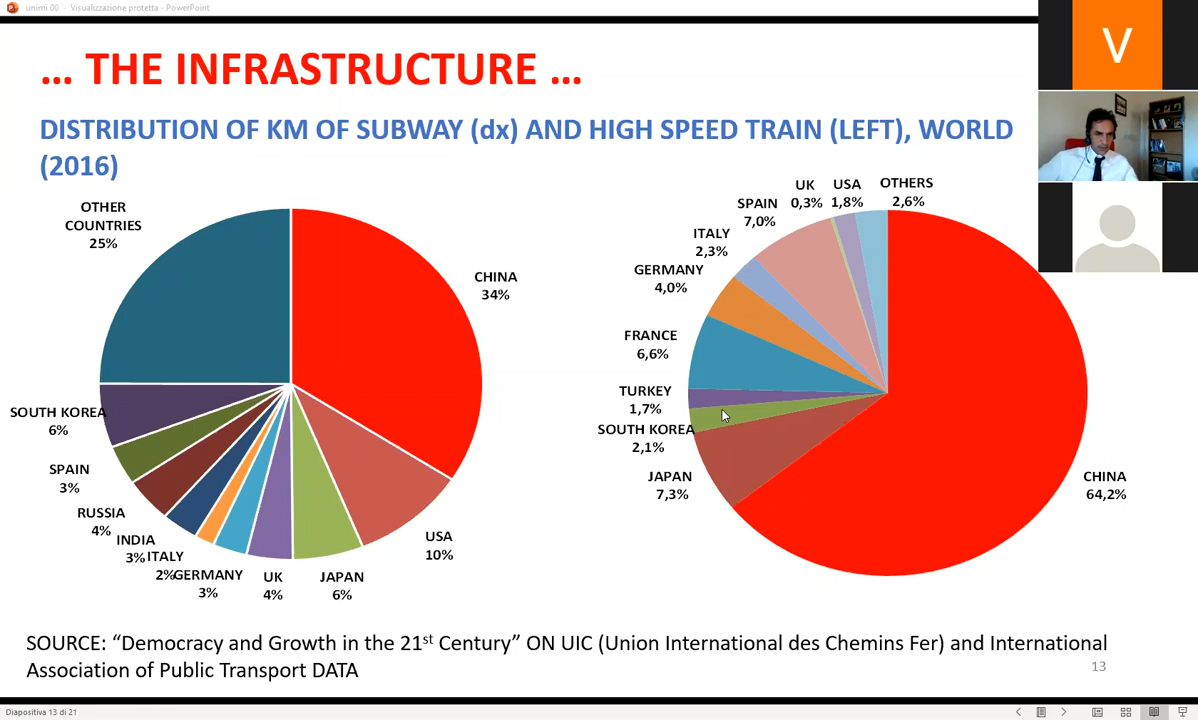 unimi 00 - Visualizzazione protetta - PowerPoint
V
... THE INFRASTRUCTURE ...
DISTRIBUTION OF KM OF SUBWAY (dx) AND HIGH SPEED TRAIN (LEFT), WORLD
(2016)
OTHER
COUNTRIES
25%
CHINA
34%
SOUTH KOREA
6%
SPAIN
3%
RUSSIA
4%
INDIA
3%
ITALY
2%
GERMANY
3%
UK
4%
JAPAN
6%
USA
10%
UK
0,3%
USA
1,8%
OTHERS
2,6%
SPAIN
7,0%
ITALY
2,3%
GERMANY
4,0%
FRANCE
6,6%
TURKEY
1,7%
SOUTH KOREA
2,1%
JAPAN
7,3%
CHINA
64,2%
SOURCE: “Democracy and Growth in the 21st Century” ON UIC (Union International des Chemins Fer) and International
Association of Public Transport DATA
13
Diapositiva 13 di 21